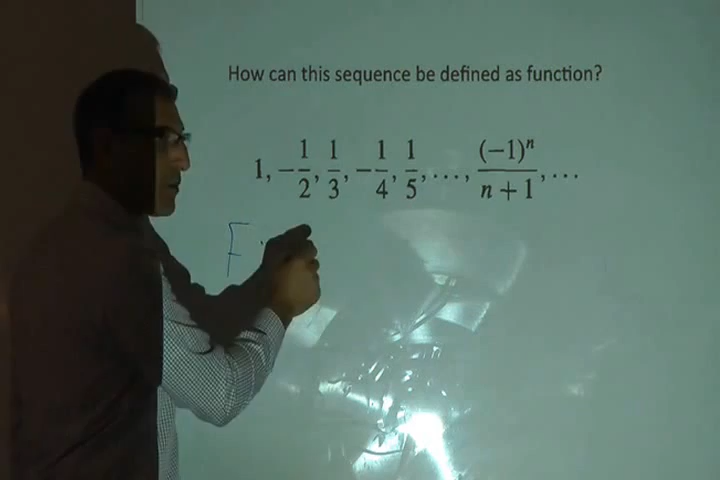 How can this sequence be defined as function?
1, -1/2, 1/3, -1/4, 1/5, ..., (-1)^n/(n+1), ...
F :